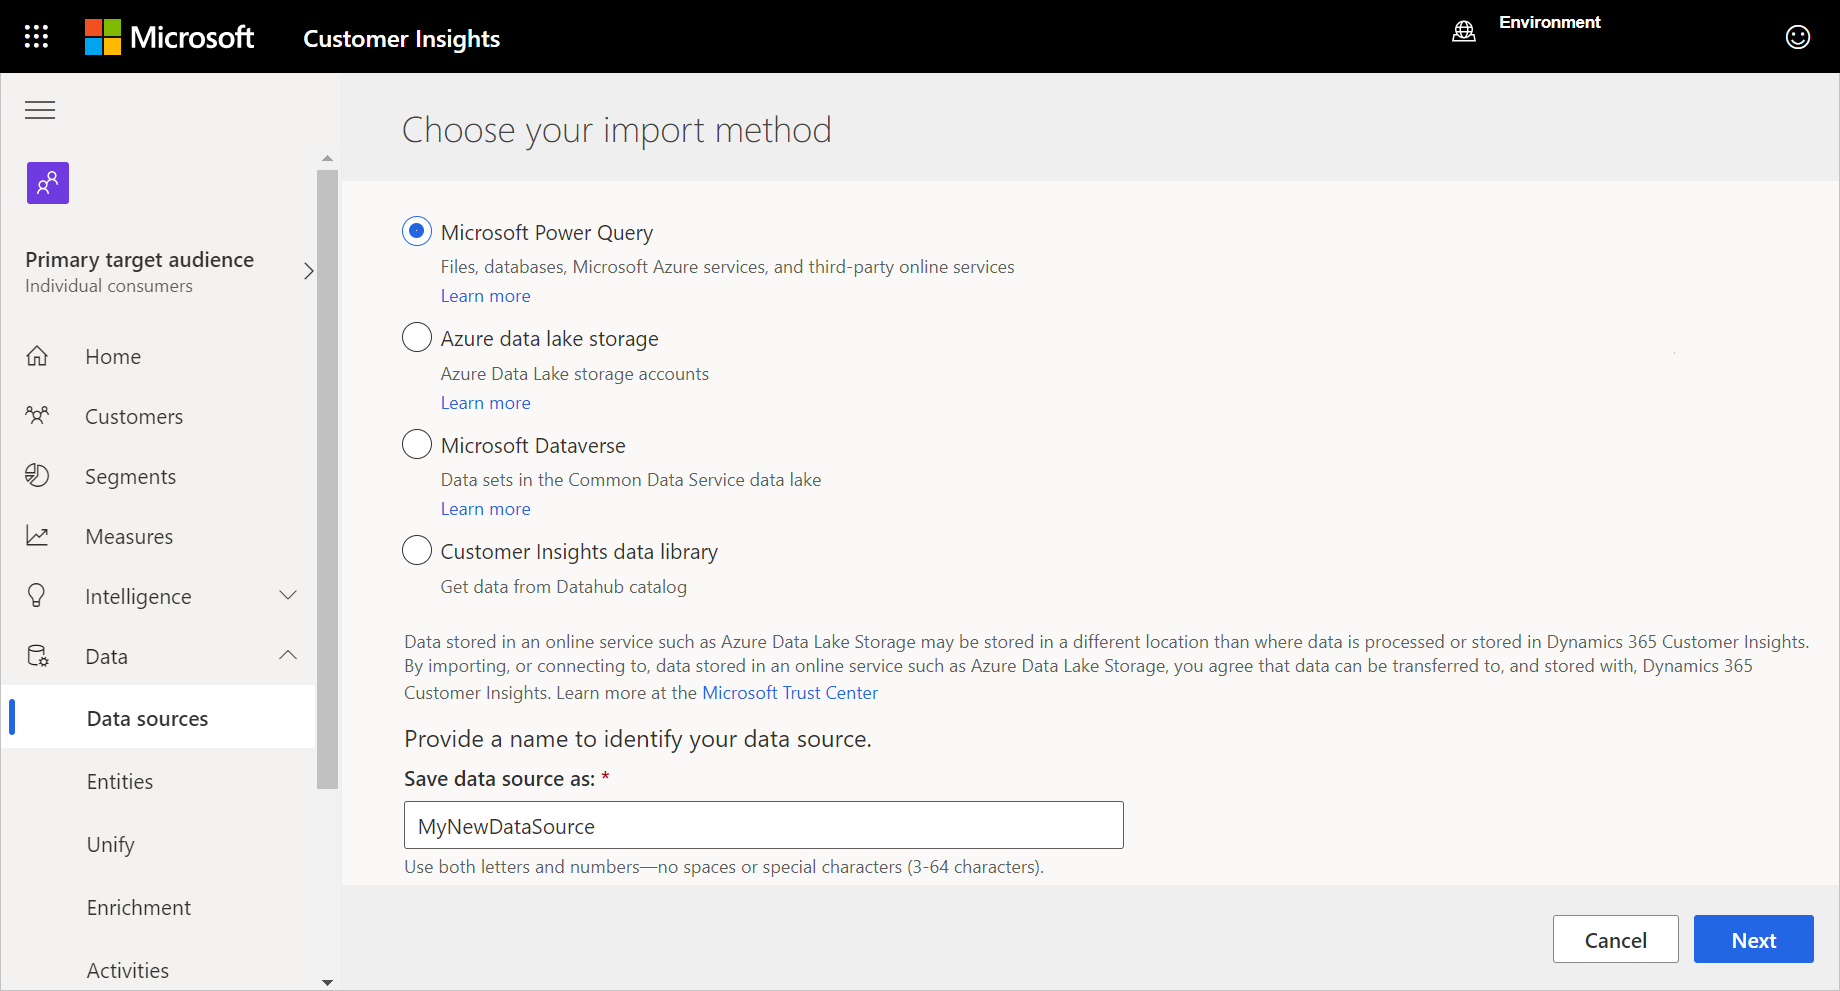 Microsoft
Customer Insights
Environment
Choose your import method
Primary target audience
Individual consumers
Home
Customers
Segments
Measures
Intelligence
Data
Data sources
Entities
Unify
Enrichment
Activities
Microsoft Power Query
Files, databases, Microsoft Azure services, and third-party online services
Learn more
Azure data lake storage
Azure Data Lake storage accounts
Learn more
Microsoft Dataverse
Data sets in the Common Data Service data lake
Learn more
Customer Insights data library
Get data from Datahub catalog
Data stored in an online service such as Azure Data Lake Storage may be stored in a different location than where data is processed or stored in Dynamics 365 Customer Insights.
By importing, or connecting to, data stored in an online service such as Azure Data Lake Storage, you agree that data can be transferred to, and stored with, Dynamics 365
Customer Insights. Learn more at the Microsoft Trust Center
Provide a name to identify your data source.
Save data source as: *
MyNewDataSource
Use both letters and numbers—no spaces or special characters (3-64 characters).
Cancel
Next